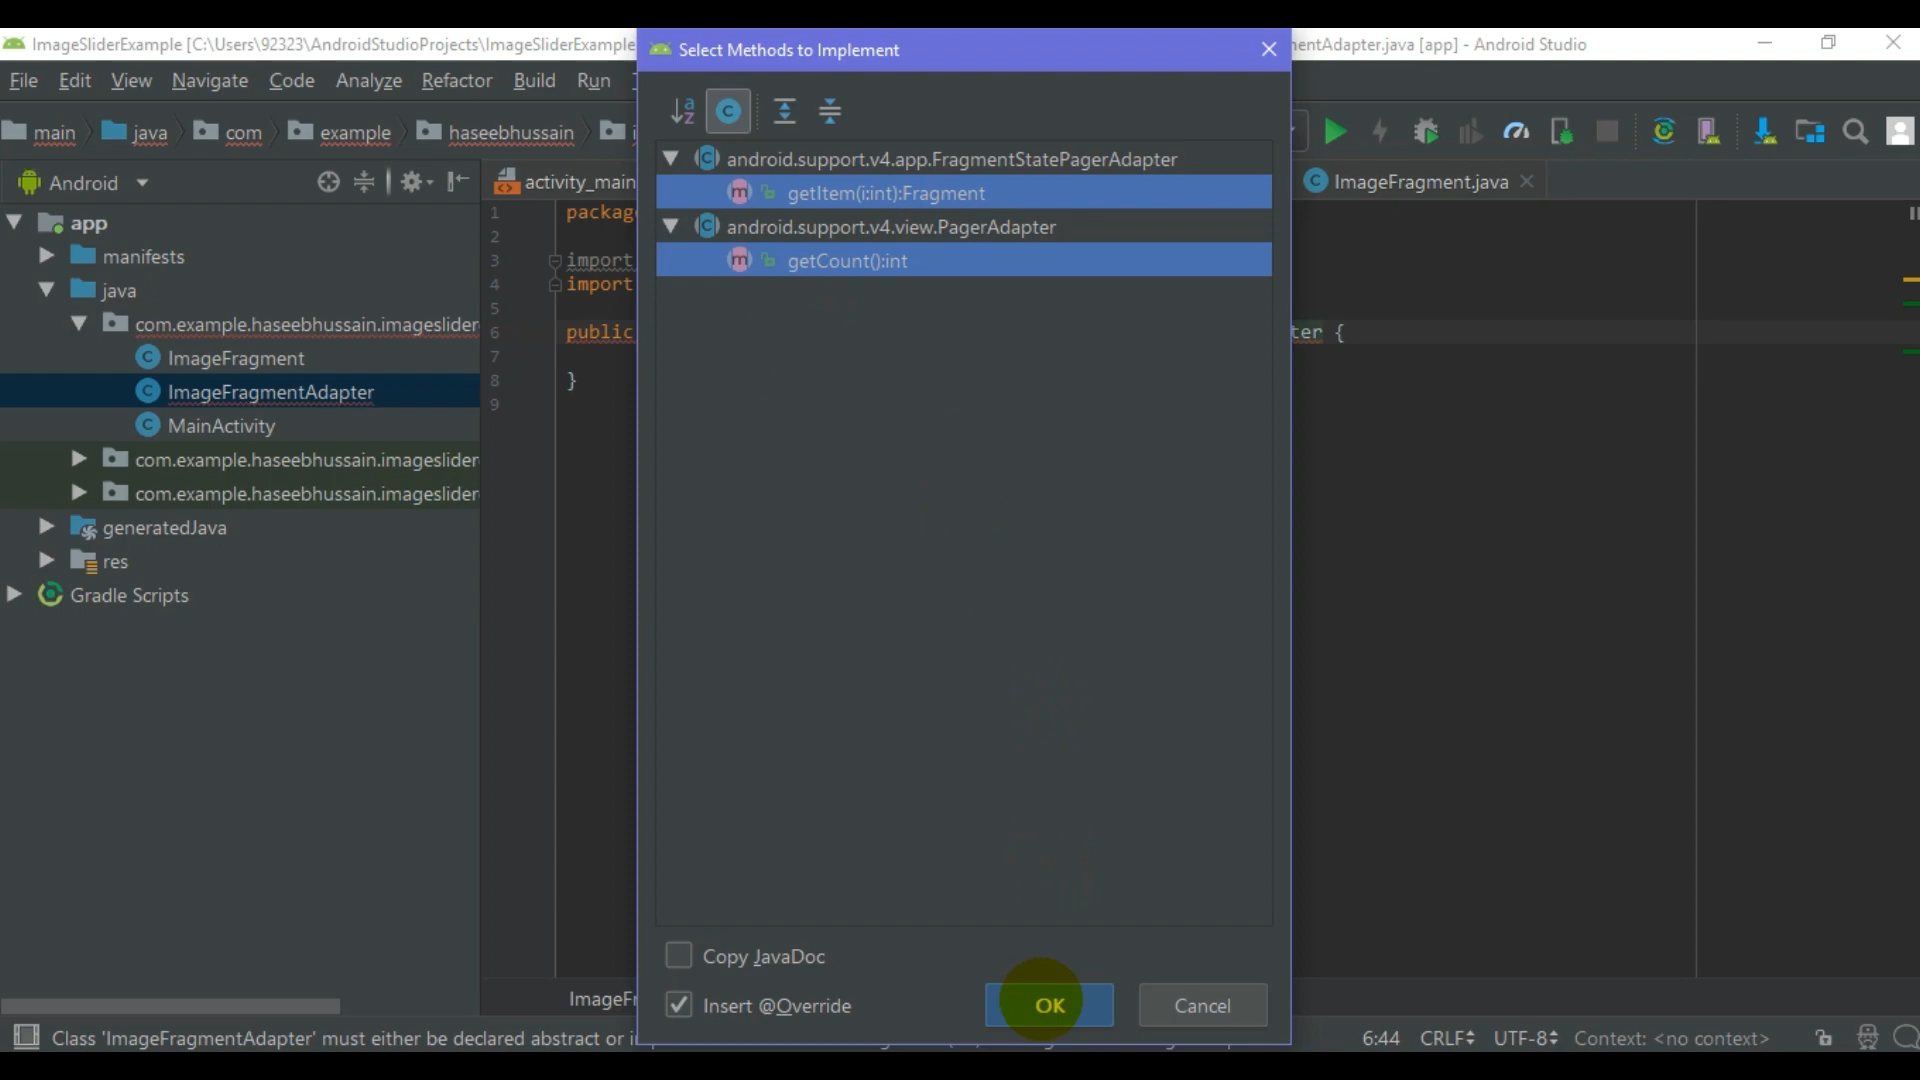 ImageSliderExample [C:\Users\92323\AndroidStudioProjects\ImageSliderExample
Select Methods to Implement
entAdapter.java [app] - Android Studio
File Edit View Navigate Code Analyze Refactor Build Run
main java com example haseebhussain
Android
activity_main
ImageFragment.java
app
manifests
java
com.example.haseebhussain.imageslider
ImageFragment
ImageFragmentAdapter
MainActivity
com.example.haseebhussain.imageslider
com.example.haseebhussain.imageslider
generatedJava
res
Gradle Scripts
1 package
2
3 import
4 import
5
6 public
ter {
7
8 }
9
android.support.v4.app.FragmentStatePagerAdapter
getItem(i:int):Fragment
android.support.v4.view.PagerAdapter
getCount():int
Copy JavaDoc
Insert @Override
OK
Cancel
ImageFr
Class 'ImageFragmentAdapter' must either be declared abstract or i
6:44 CRLF UTF-8 Context: <no context>